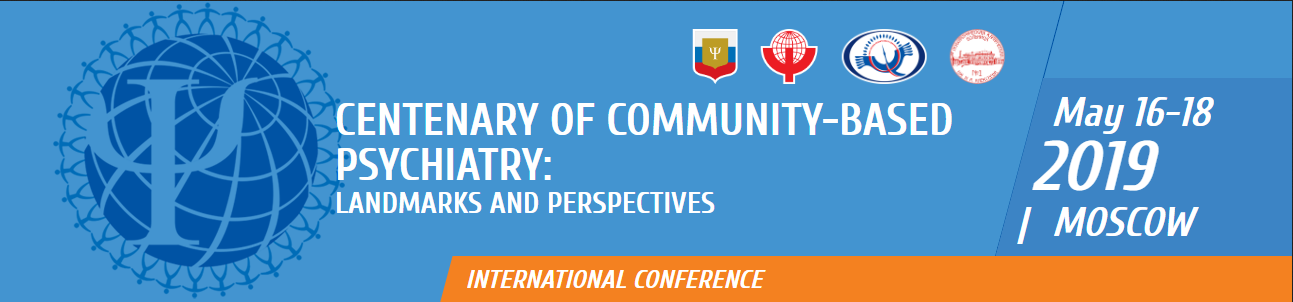 CENTENARY OF COMMUNITY-BASED
PSYCHIATRY:
LANDMARKS AND PERSPECTIVES
May 16-18
2019
| MOSCOW
INTERNATIONAL CONFERENCE